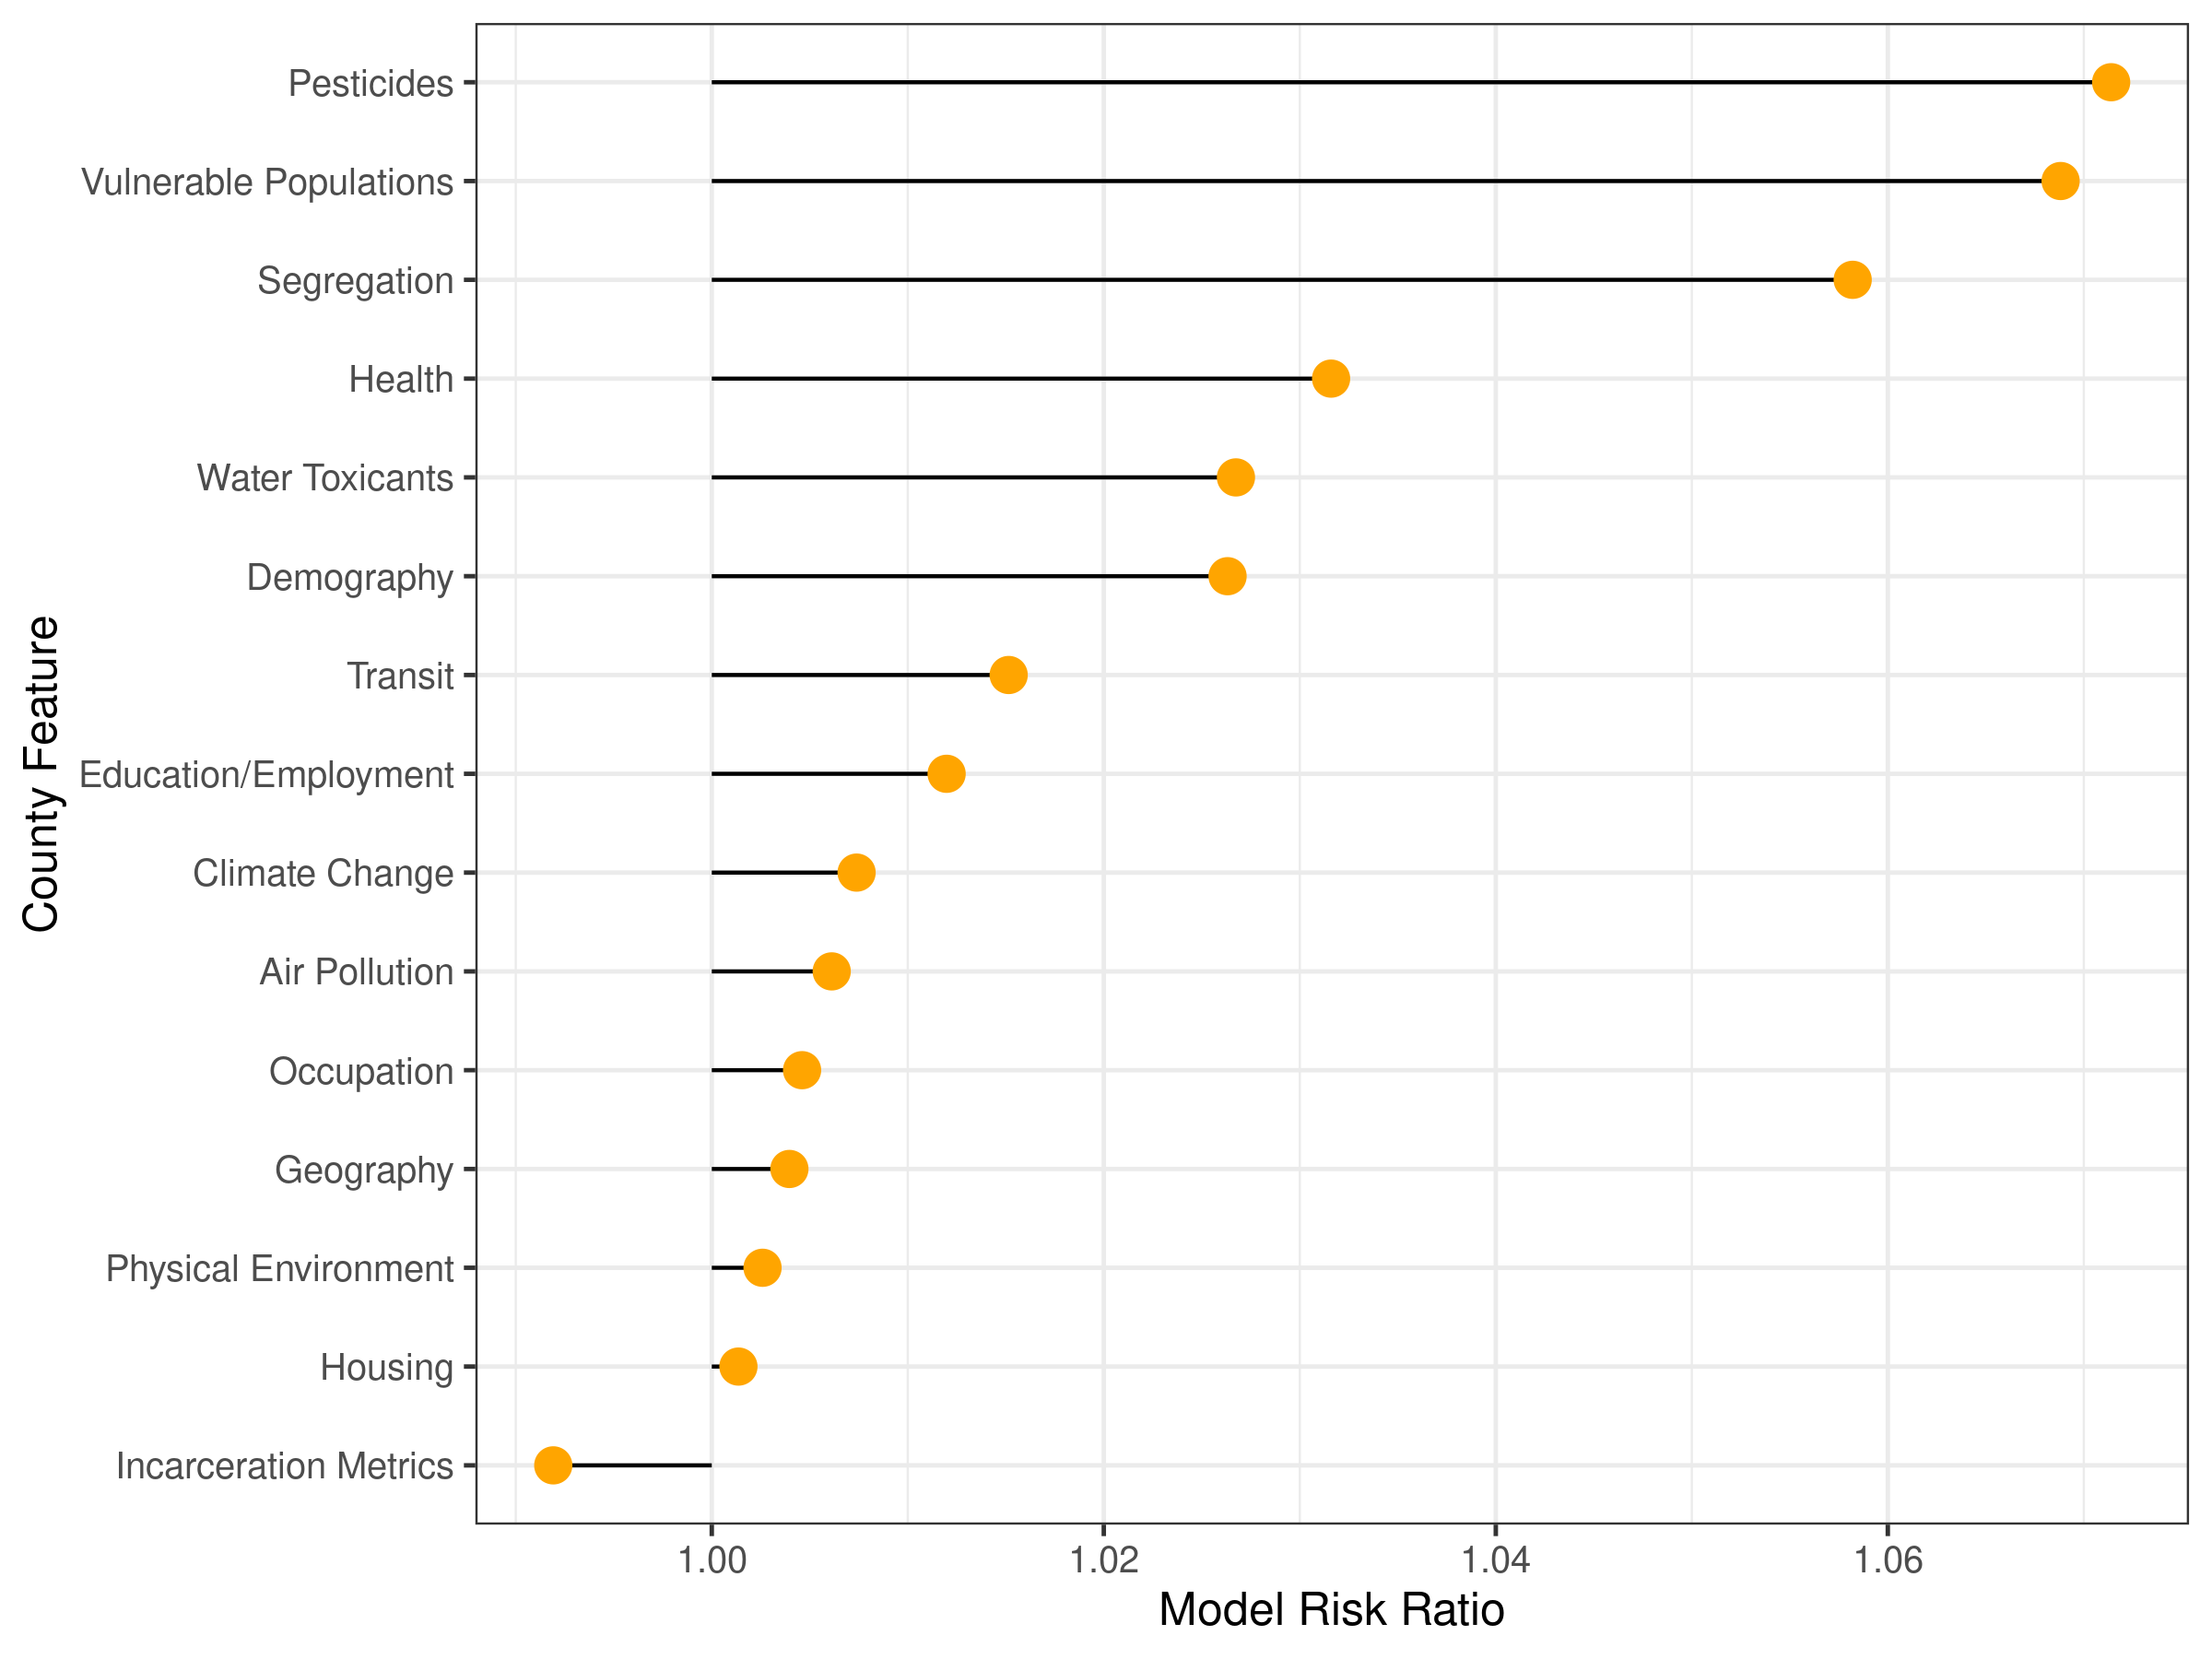 Pesticides
Vulnerable Populations
Segregation
Health
Water Toxicants
Demography
Transit
Education/Employment
Climate Change
Air Pollution
Occupation
Geography
Physical Environment
Housing
Incarceration Metrics
County Feature
1.00 1.02 1.04 1.06
Model Risk Ratio